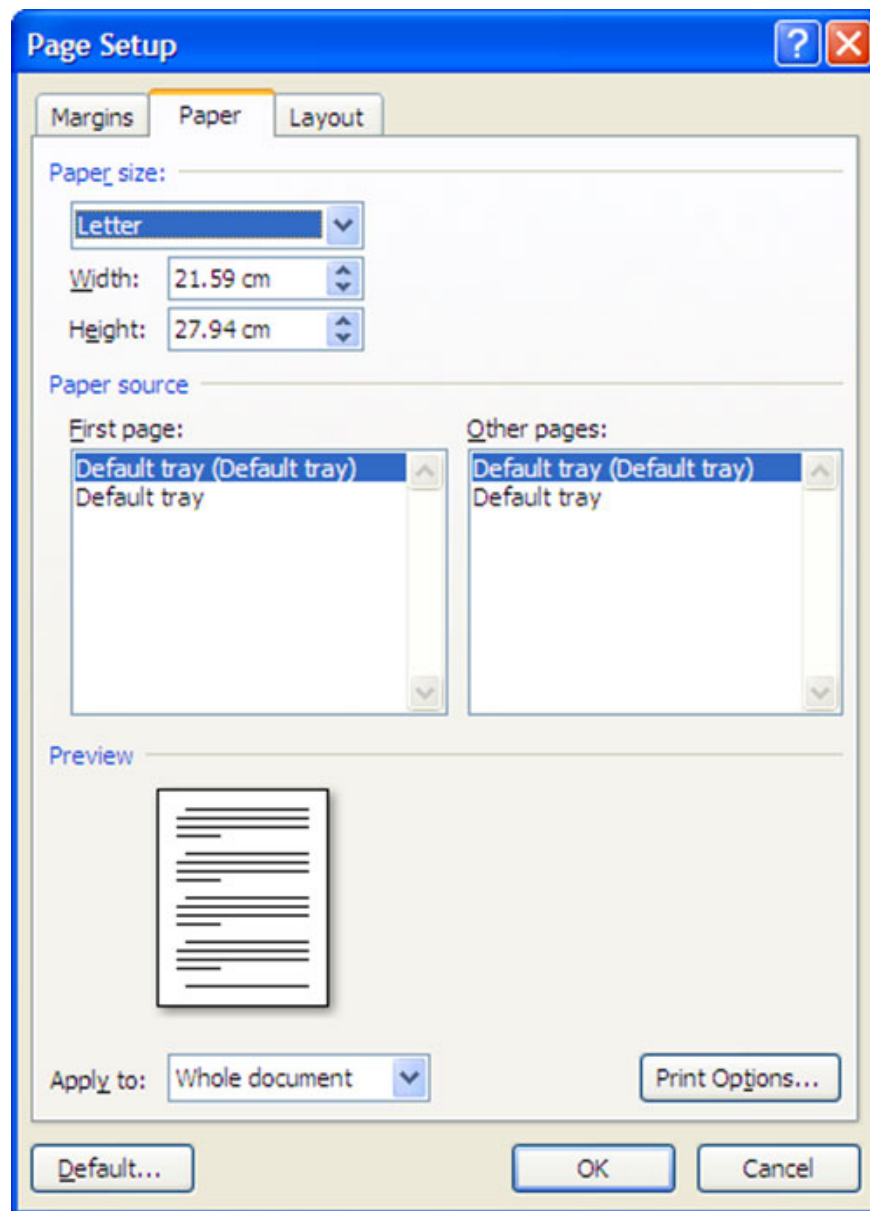 Page Setup
Margins Paper Layout
Paper size:
Letter
Width: 21.59 cm
Height: 27.94 cm
Paper source
First page: Other pages:
Default tray (Default tray) Default tray (Default tray)
Default tray Default tray
Preview
Apply to: Whole document Print Options...
Default... OK Cancel